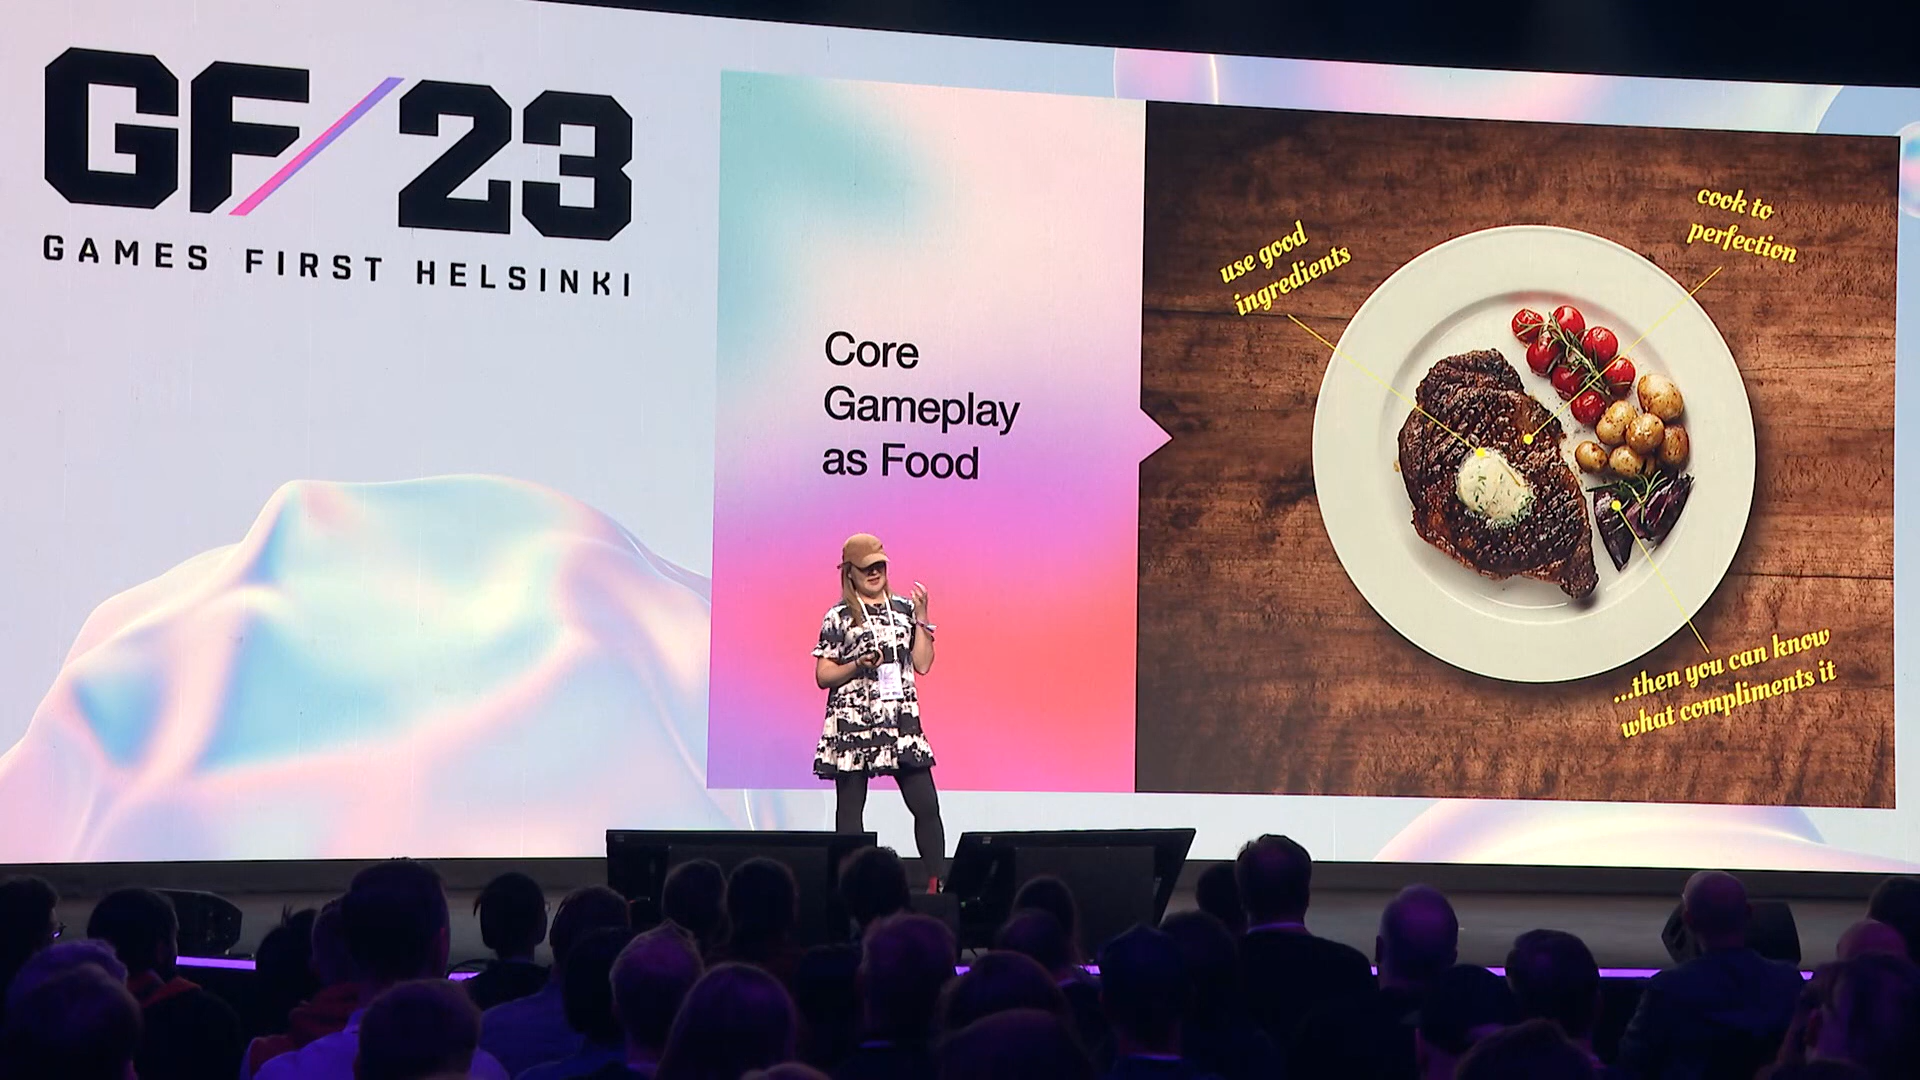 GF/23
GAMES FIRST HELSINKI
Core
Gameplay
as Food
use good
ingredients
cook to
perfection
...then you can know
what compliments it